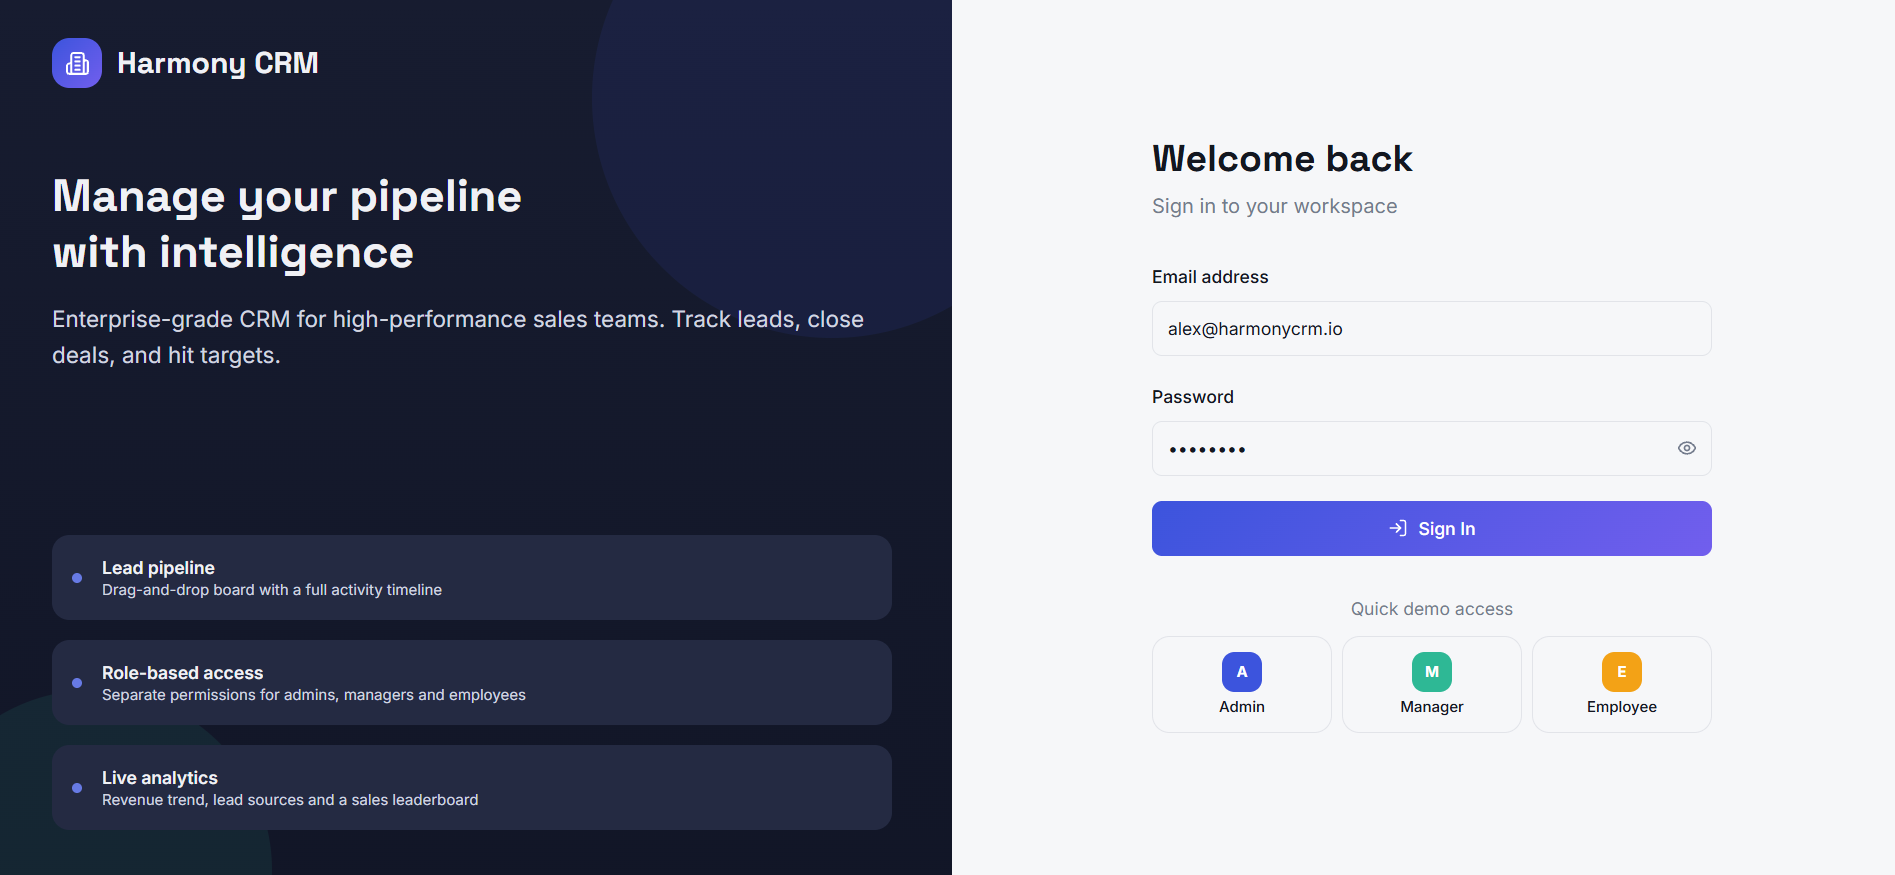 Harmony CRM
Manage your pipeline
with intelligence
Enterprise-grade CRM for high-performance sales teams. Track leads, close
deals, and hit targets.
Lead pipeline
Drag-and-drop board with a full activity timeline
Role-based access
Separate permissions for admins, managers and employees
Live analytics
Revenue trend, lead sources and a sales leaderboard
Welcome back
Sign in to your workspace
Email address
alex@harmonycrm.io
Password
••••••••
Sign In
Quick demo access
A
Admin
M
Manager
E
Employee